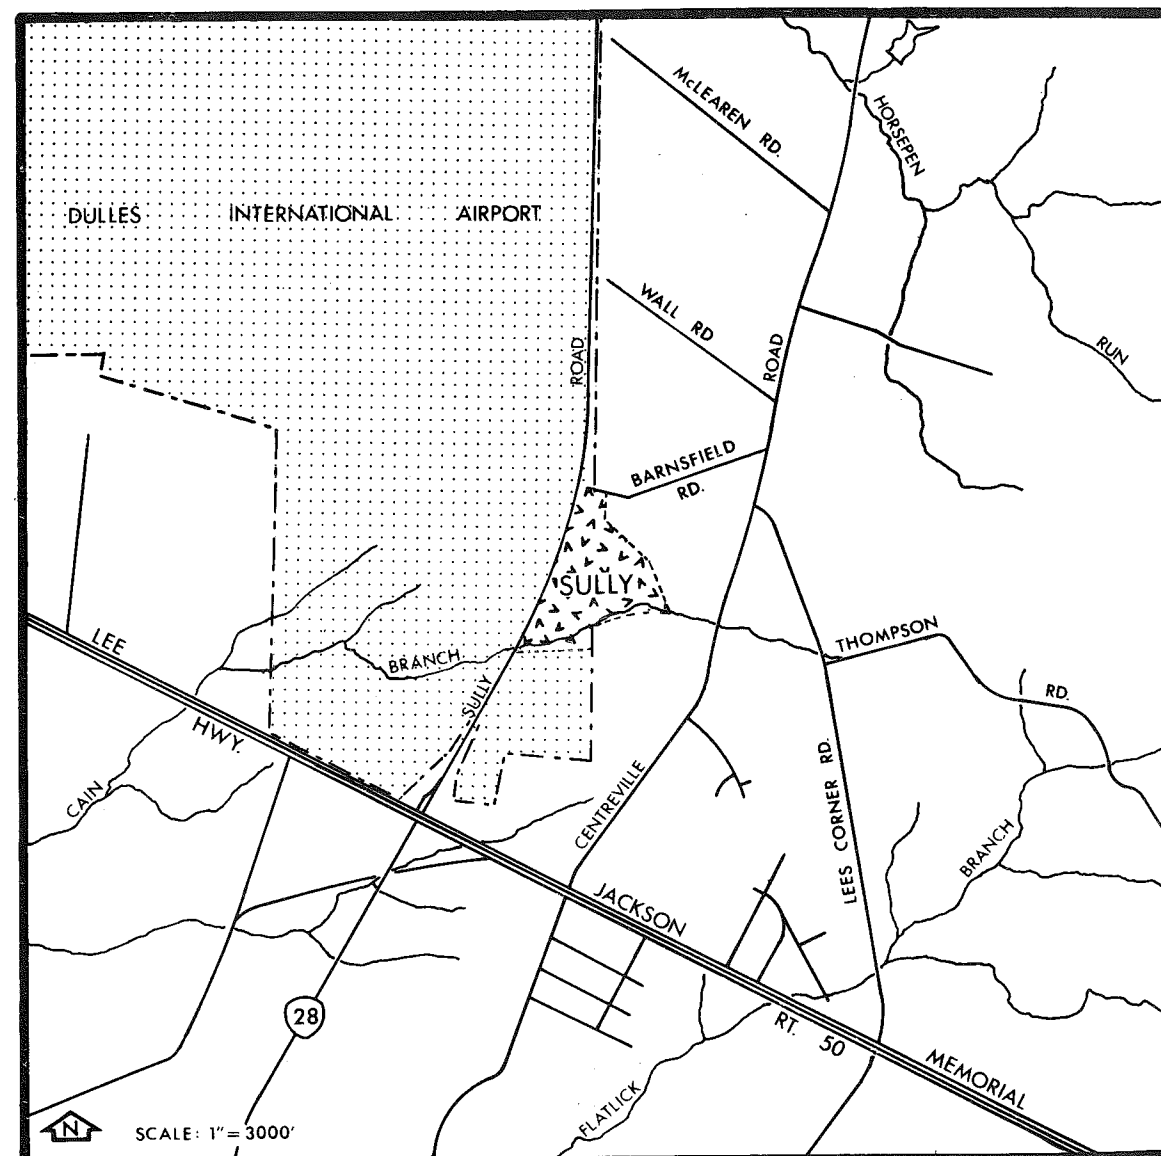 McLEAREN RD.
HORSEPEN
DULLES INTERNATIONAL AIRPORT
WALL RD
ROAD
ROAD
RUN
BARNSFIELD
RD.
SULLY
LEE
BRANCH
THOMPSON
RD.
SULLY
HWY.
CAIN
CENTREVILLE
LEES CORNER RD.
BRANCH
JACKSON
28
RT. 50
MEMORIAL
FLATLICK
N
SCALE: 1" = 3000'